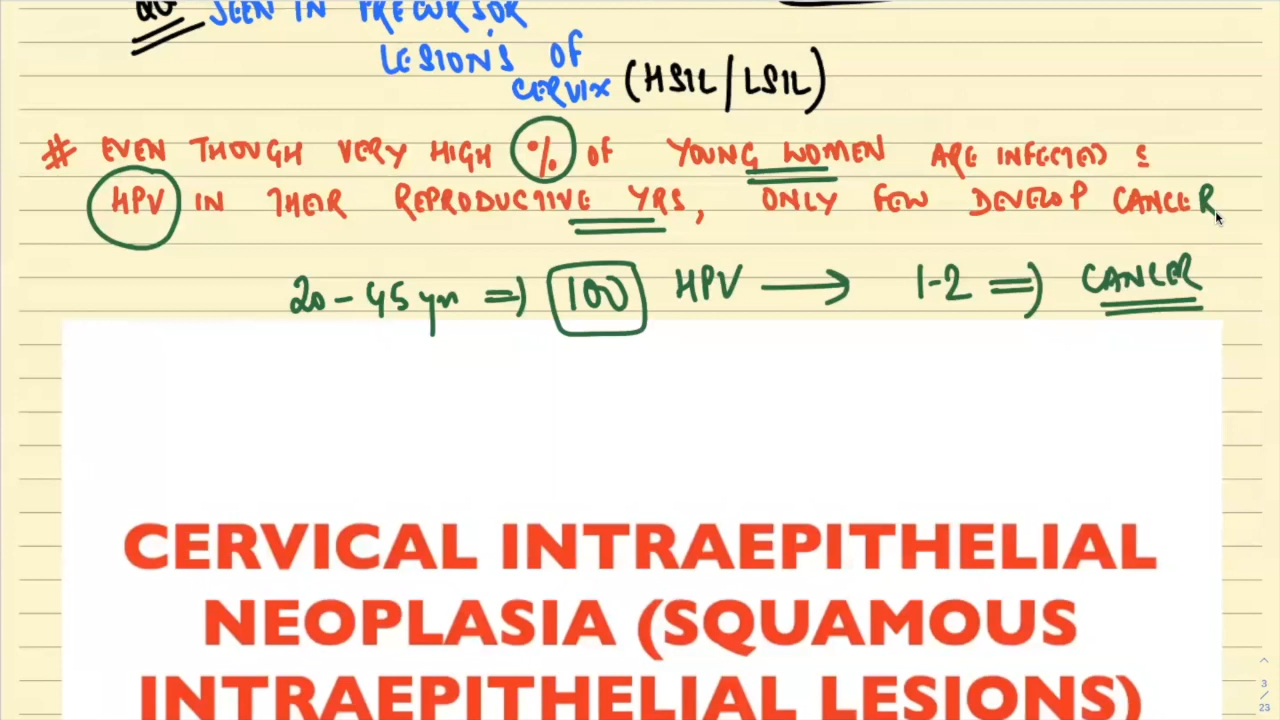 SEEN IN PRECURSOR
LESIONS OF
CERVIX (HSIL/LSIL)
# EVEN THOUGH VERY HIGH % OF YOUNG WOMEN ARE INFECTED c̄
HPV IN THEIR REPRODUCTIVE YRS, ONLY FEW DEVELOP CANCER
20-45 yrs ⇒ 100 HPV → 1-2 ⇒ CANCER
CERVICAL INTRAEPITHELIAL
NEOPLASIA (SQUAMOUS
INTRAEPITHELIAL LESIONS)
3
/
23